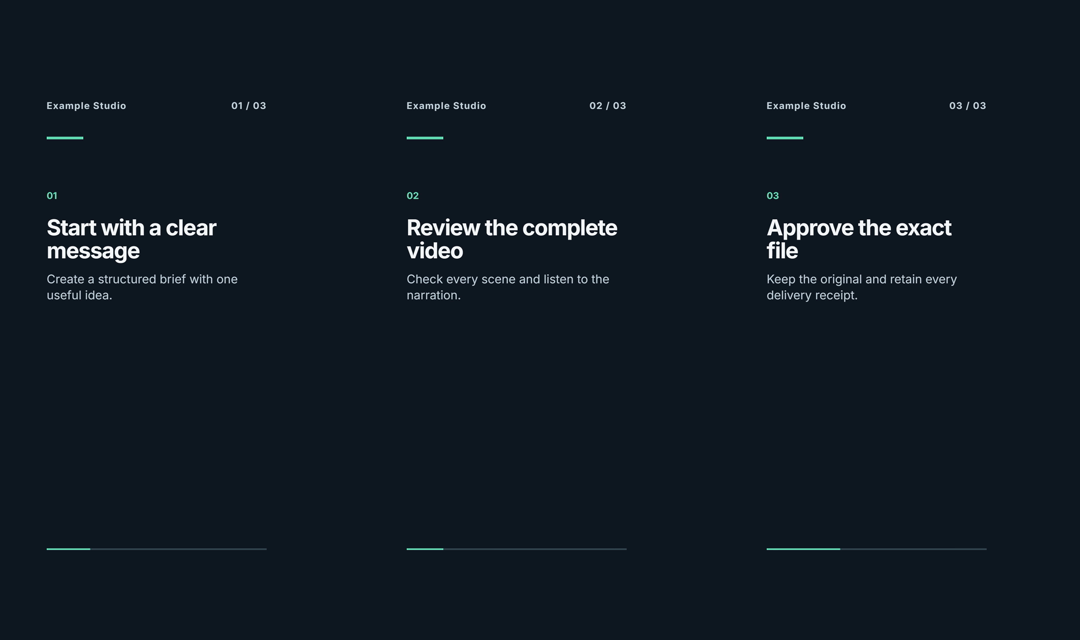 Example Studio
01 / 03
01
Start with a clear
message
Create a structured brief with one
useful idea.
Example Studio
02 / 03
02
Review the complete
video
Check every scene and listen to the
narration.
Example Studio
03 / 03
03
Approve the exact
file
Keep the original and retain every
delivery receipt.